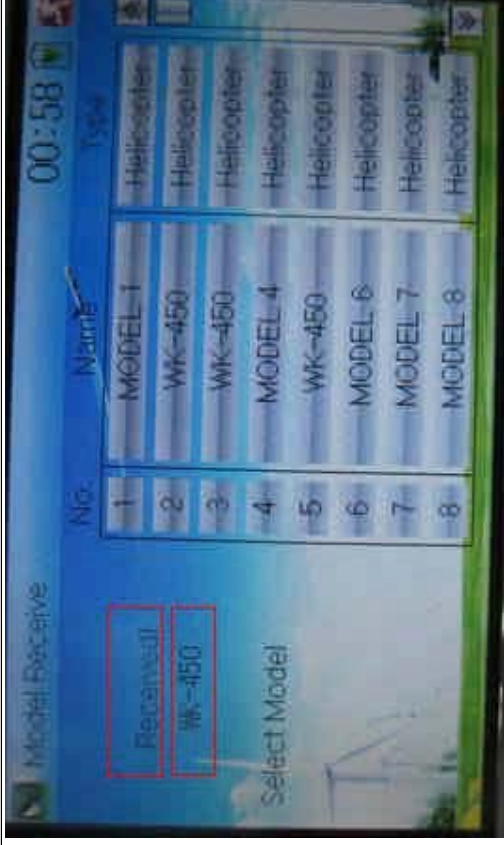 Model Receive 00:58
No. Name Type
1 MODEL 1 Helicopter
2 WK-450 Helicopter
3 WK-450 Helicopter
4 MODEL 4 Helicopter
5 WK-450 Helicopter
6 MODEL 6 Helicopter
7 MODEL 7 Helicopter
8 MODEL 8 Helicopter
Received!
WK-450
Select Model